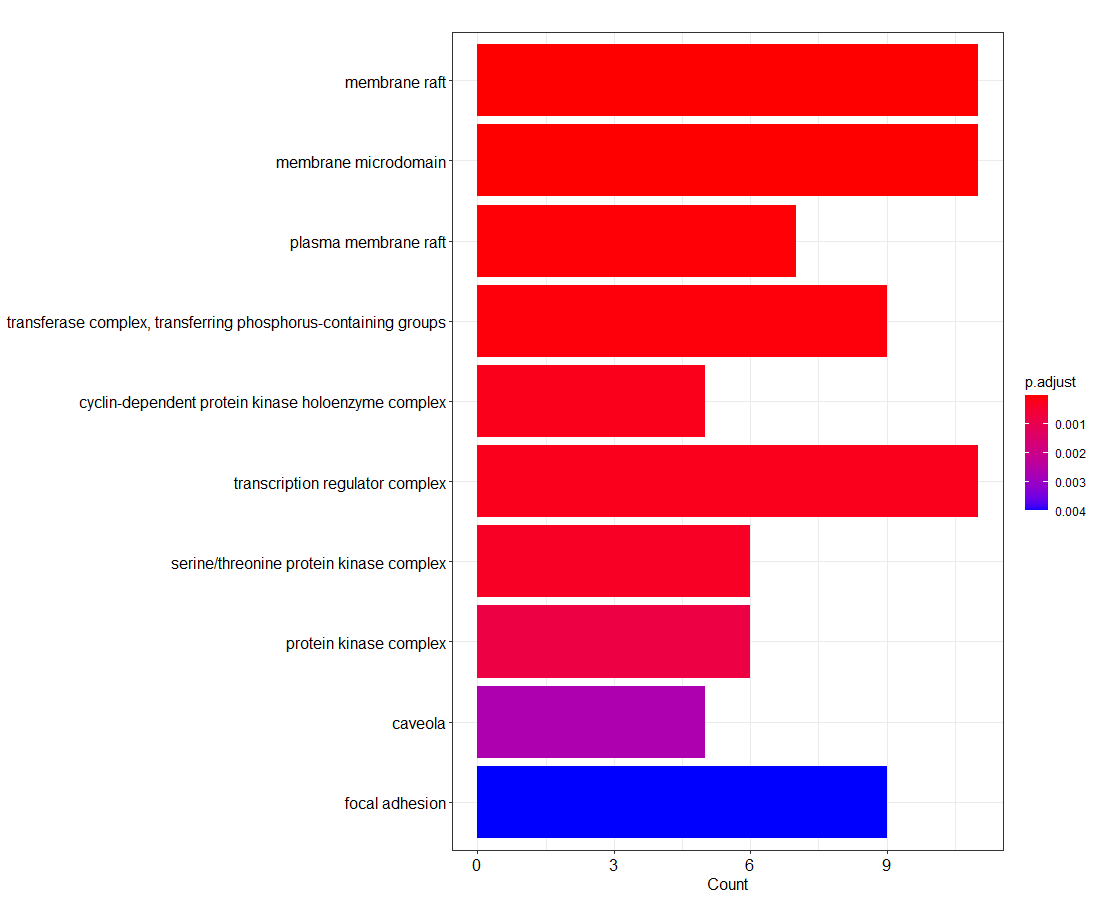 membrane raft
membrane microdomain
plasma membrane raft
transferase complex, transferring phosphorus-containing groups
cyclin-dependent protein kinase holoenzyme complex
transcription regulator complex
serine/threonine protein kinase complex
protein kinase complex
caveola
focal adhesion
0 3 6 9
Count
p.adjust
0.001
0.002
0.003
0.004